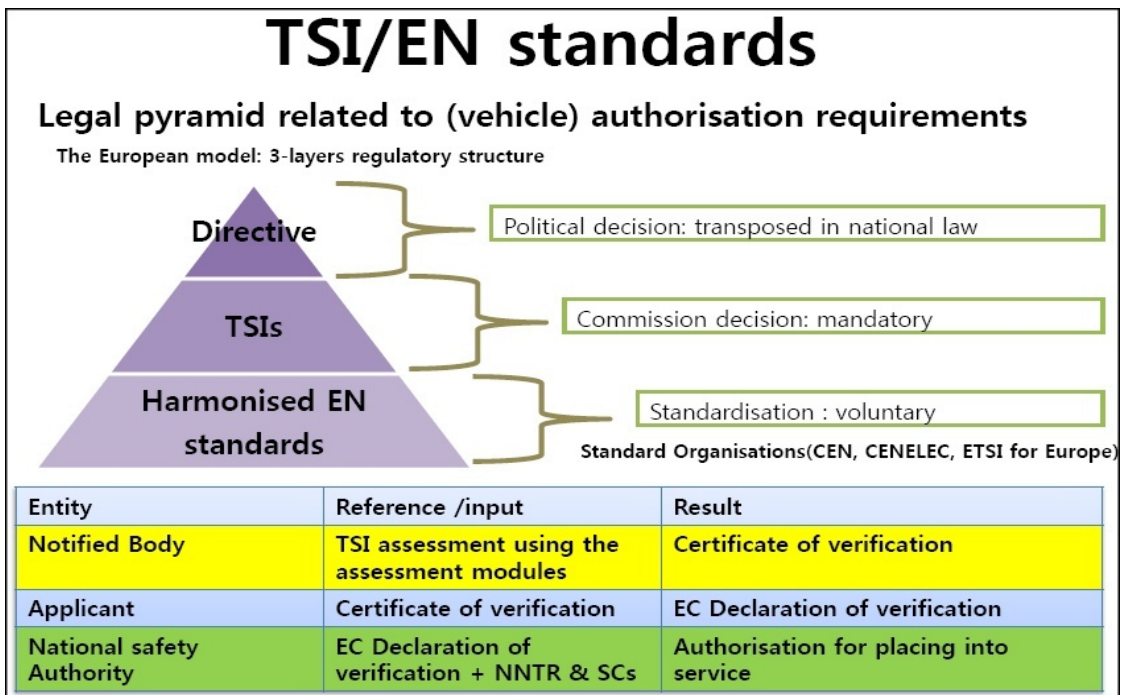 TSI/EN standards
Legal pyramid related to (vehicle) authorisation requirements
The European model: 3-layers regulatory structure
Directive
Political decision: transposed in national law
TSIs
Commission decision: mandatory
Harmonised EN
standards
Standardisation : voluntary
Standard Organisations(CEN, CENELEC, ETSI for Europe)
Entity
Reference /input
Result
Notified Body
TSI assessment using the
assessment modules
Certificate of verification
Applicant
Certificate of verification
EC Declaration of verification
National safety
Authority
EC Declaration of
verification + NNTR & SCs
Authorisation for placing into
service